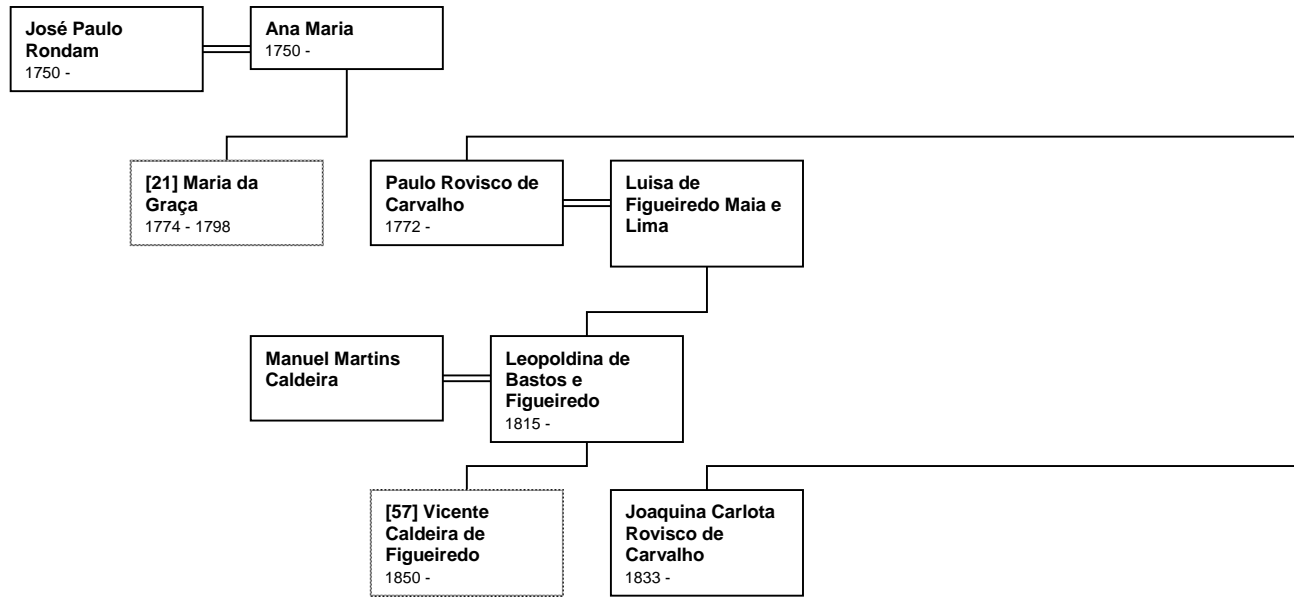 José Paulo
Rondam
1750 -
Ana Maria
1750 -
[21] Maria da
Graça
1774 - 1798
Paulo Rovisco de
Carvalho
1772 -
Luisa de
Figueiredo Maia e
Lima
Manuel Martins
Caldeira
Leopoldina de
Bastos e
Figueiredo
1815 -
[57] Vicente
Caldeira de
Figueiredo
1850 -
Joaquina Carlota
Rovisco de
Carvalho
1833 -